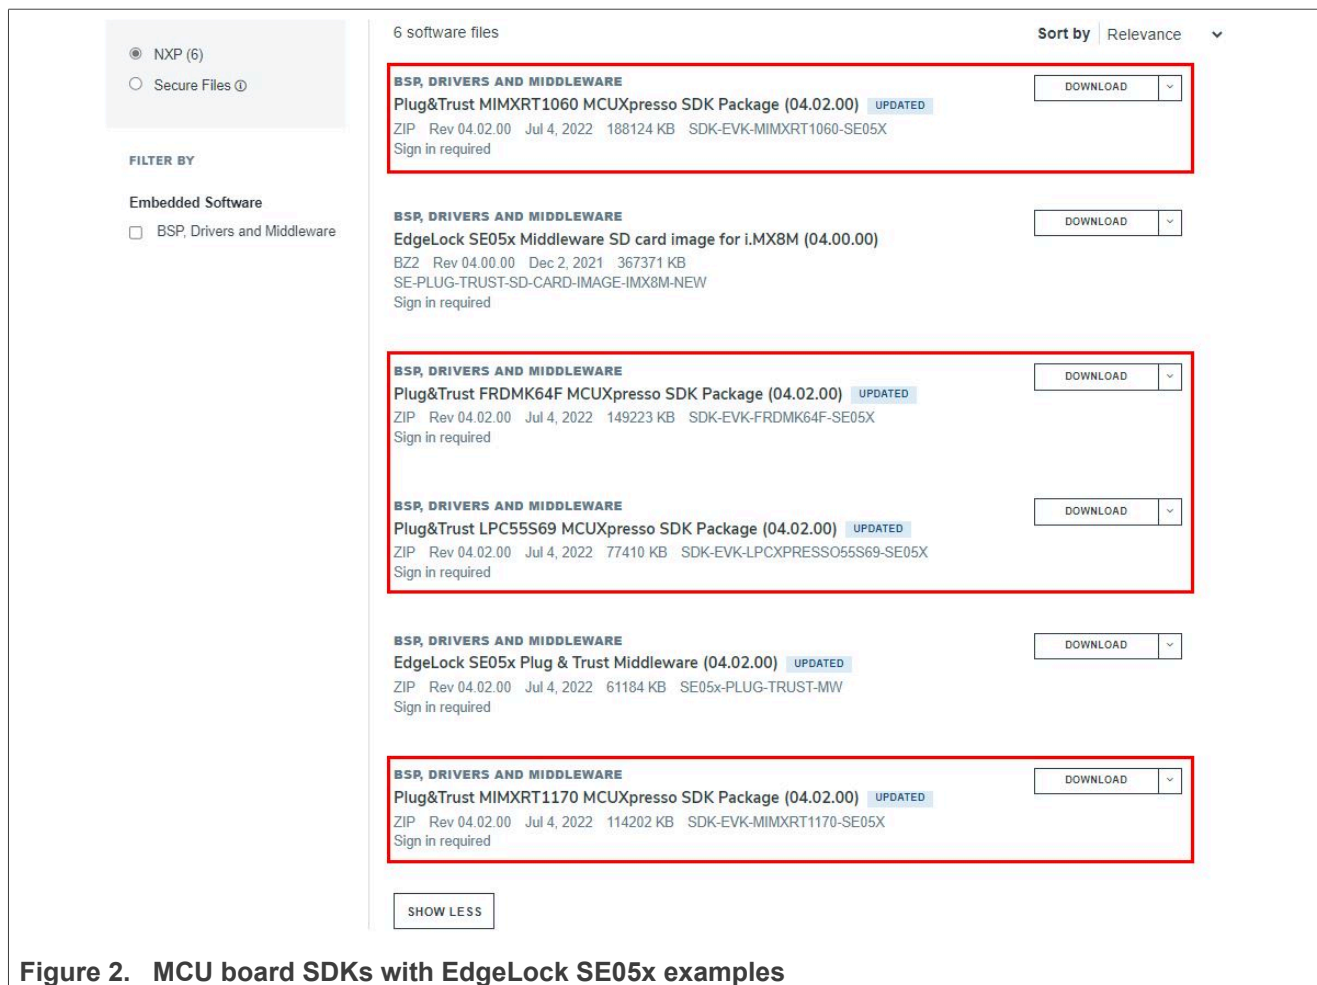 NXP (6)
Secure Files
FILTER BY
Embedded Software
BSP, Drivers and Middleware
6 software files
Sort by Relevance
BSP, DRIVERS AND MIDDLEWARE
DOWNLOAD
Plug&Trust MIMXRT1060 MCUXpresso SDK Package (04.02.00) UPDATED
ZIP Rev 04.02.00 Jul 4, 2022 188124 KB SDK-EVK-MIMXRT1060-SE05X
Sign in required
BSP, DRIVERS AND MIDDLEWARE
DOWNLOAD
EdgeLock SE05x Middleware SD card image for i.MX8M (04.00.00)
BZ2 Rev 04.00.00 Dec 2, 2021 367371 KB
SE-PLUG-TRUST-SD-CARD-IMAGE-IMX8M-NEW
Sign in required
BSP, DRIVERS AND MIDDLEWARE
DOWNLOAD
Plug&Trust FRDMK64F MCUXpresso SDK Package (04.02.00) UPDATED
ZIP Rev 04.02.00 Jul 4, 2022 149223 KB SDK-EVK-FRDMK64F-SE05X
Sign in required
BSP, DRIVERS AND MIDDLEWARE
DOWNLOAD
Plug&Trust LPC55S69 MCUXpresso SDK Package (04.02.00) UPDATED
ZIP Rev 04.02.00 Jul 4, 2022 77410 KB SDK-EVK-LPCXPRESSO55S69-SE05X
Sign in required
BSP, DRIVERS AND MIDDLEWARE
DOWNLOAD
EdgeLock SE05x Plug & Trust Middleware (04.02.00) UPDATED
ZIP Rev 04.02.00 Jul 4, 2022 61184 KB SE05x-PLUG-TRUST-MW
Sign in required
BSP, DRIVERS AND MIDDLEWARE
DOWNLOAD
Plug&Trust MIMXRT1170 MCUXpresso SDK Package (04.02.00) UPDATED
ZIP Rev 04.02.00 Jul 4, 2022 114202 KB SDK-EVK-MIMXRT1170-SE05X
Sign in required
SHOW LESS
Figure 2. MCU board SDKs with EdgeLock SE05x examples